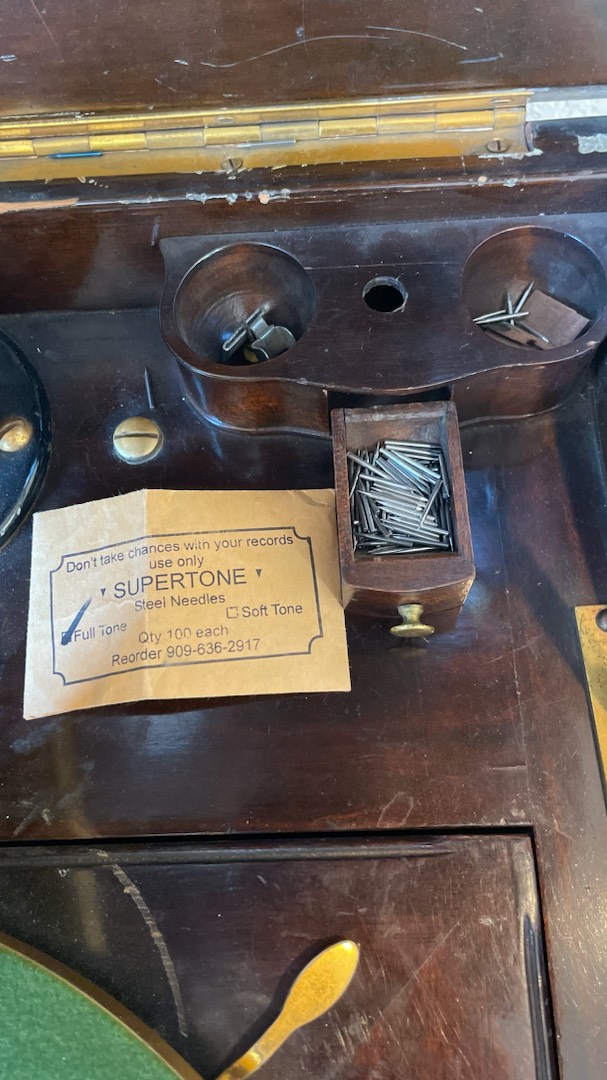 Don't take chances with your records
use only
▾ SUPERTONE ▾
Steel Needles
Full Tone ☐ Soft Tone
Qty 100 each
Reorder 909-636-2917